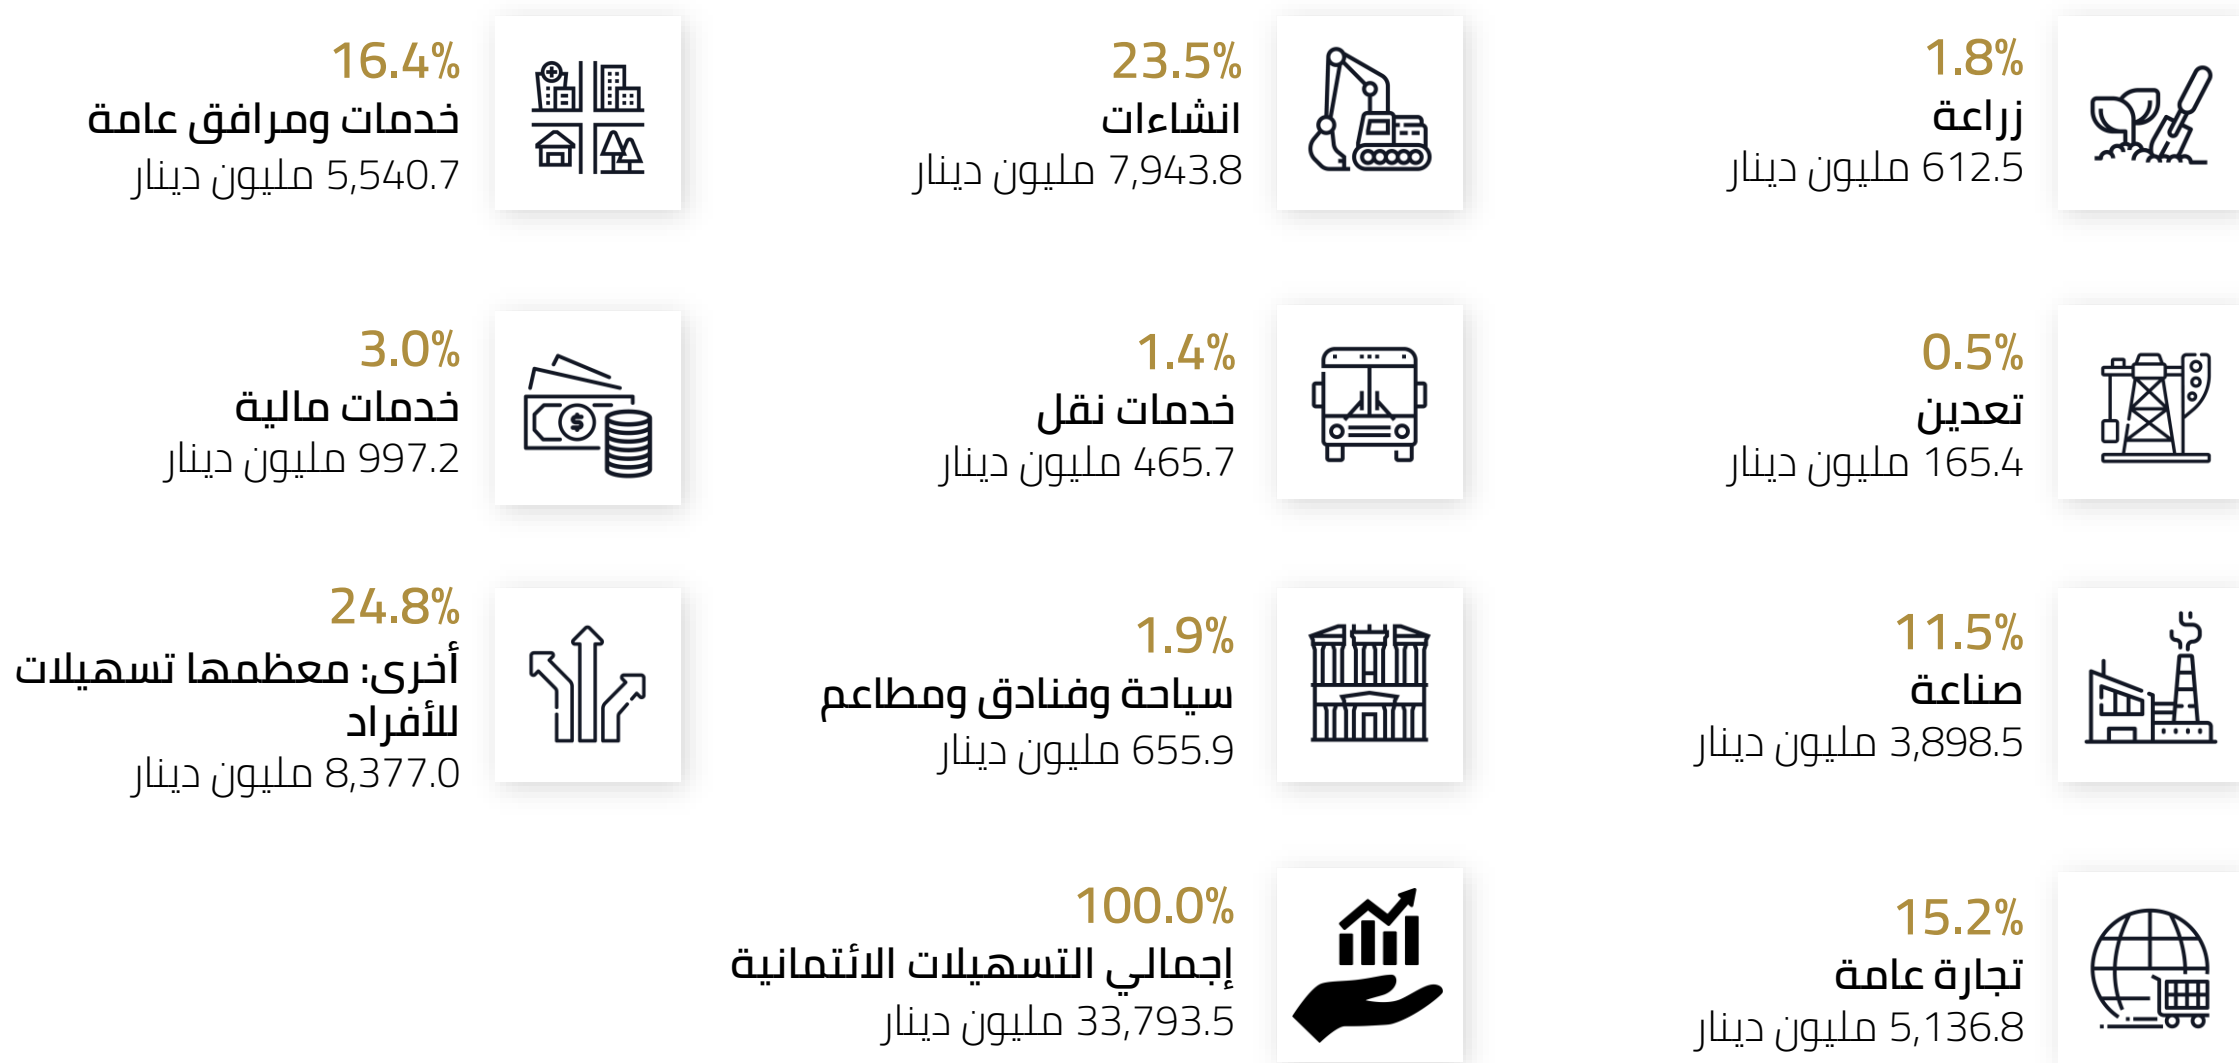 1.8%
زراعة
612.5 مليون دينار
0.5%
تعدين
165.4 مليون دينار
11.5%
صناعة
3,898.5 مليون دينار
15.2%
تجارة عامة
5,136.8 مليون دينار
23.5%
انشاءات
7,943.8 مليون دينار
1.4%
خدمات نقل
465.7 مليون دينار
1.9%
سياحة وفنادق ومطاعم
655.9 مليون دينار
100.0%
إجمالي التسهيلات الائتمانية
33,793.5 مليون دينار
16.4%
خدمات ومرافق عامة
5,540.7 مليون دينار
3.0%
خدمات مالية
997.2 مليون دينار
24.8%
أخرى: معظمها تسهيلات
للأفراد
8,377.0 مليون دينار